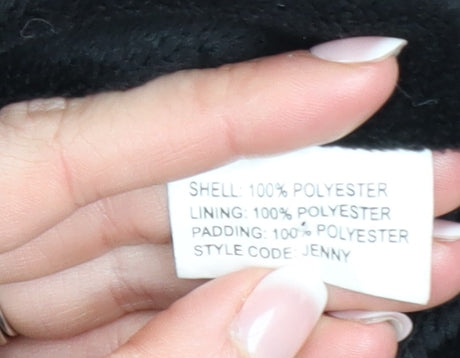 SHELL: 100% POLYESTER
LINING: 100% POLYESTER
PADDING: 100% POLYESTER
STYLE CODE: JENNY